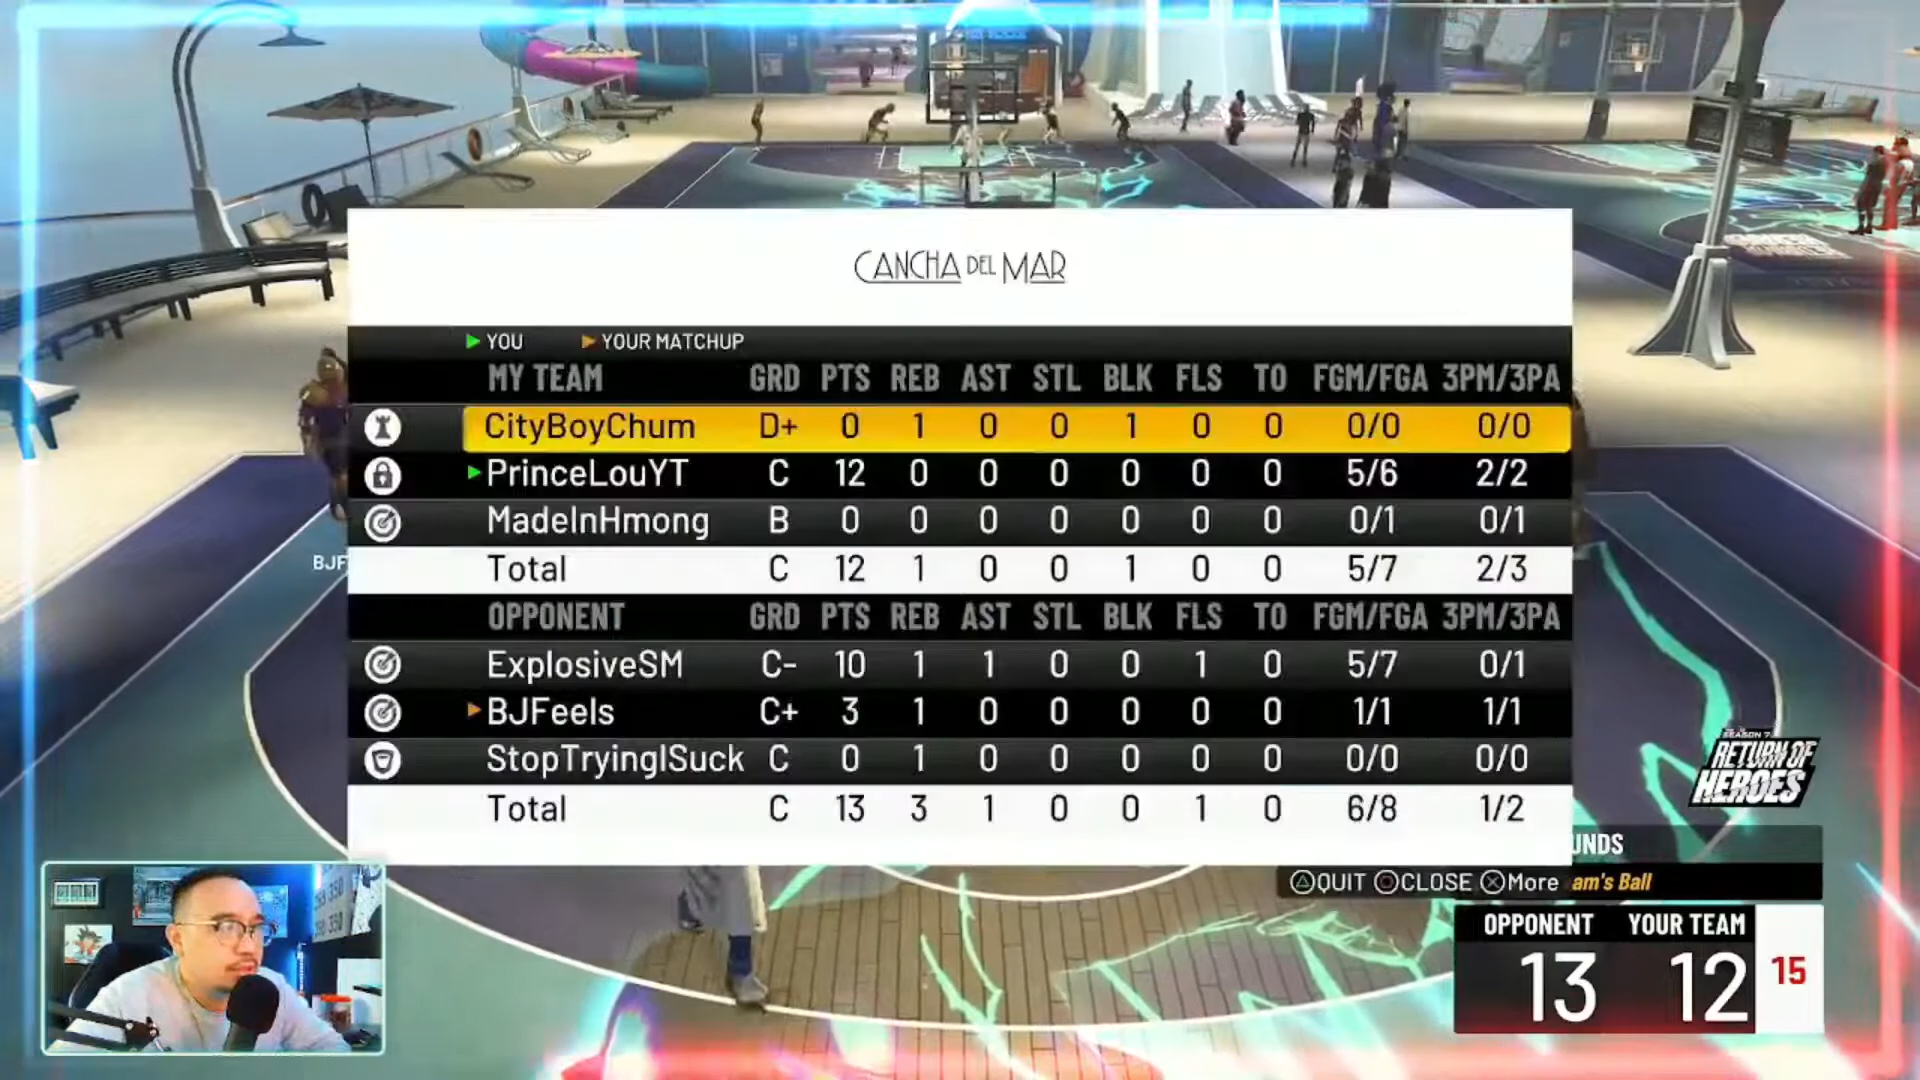 CANCHA DEL MAR
YOU YOUR MATCHUP
MY TEAM GRD PTS REB AST STL BLK FLS TO FGM/FGA 3PM/3PA
CityBoyChum D+ 0 1 0 0 1 0 0 0/0 0/0
PrinceLouYT C 12 0 0 0 0 0 0 5/6 2/2
MadeInHmong B 0 0 0 0 0 0 0 0/1 0/1
Total C 12 1 0 0 1 0 0 5/7 2/3
OPPONENT GRD PTS REB AST STL BLK FLS TO FGM/FGA 3PM/3PA
ExplosiveSM C- 10 1 1 0 0 1 0 5/7 0/1
BJFeels C+ 3 1 0 0 0 0 0 1/1 1/1
StopTryingISuck C 0 1 0 0 0 0 0 0/0 0/0
Total C 13 3 1 0 0 1 0 6/8 1/2
BJF
SEASON 7
RETURN OF
HEROES
UNDS
QUIT CLOSE More am's Ball
OPPONENT YOUR TEAM
13 12 15